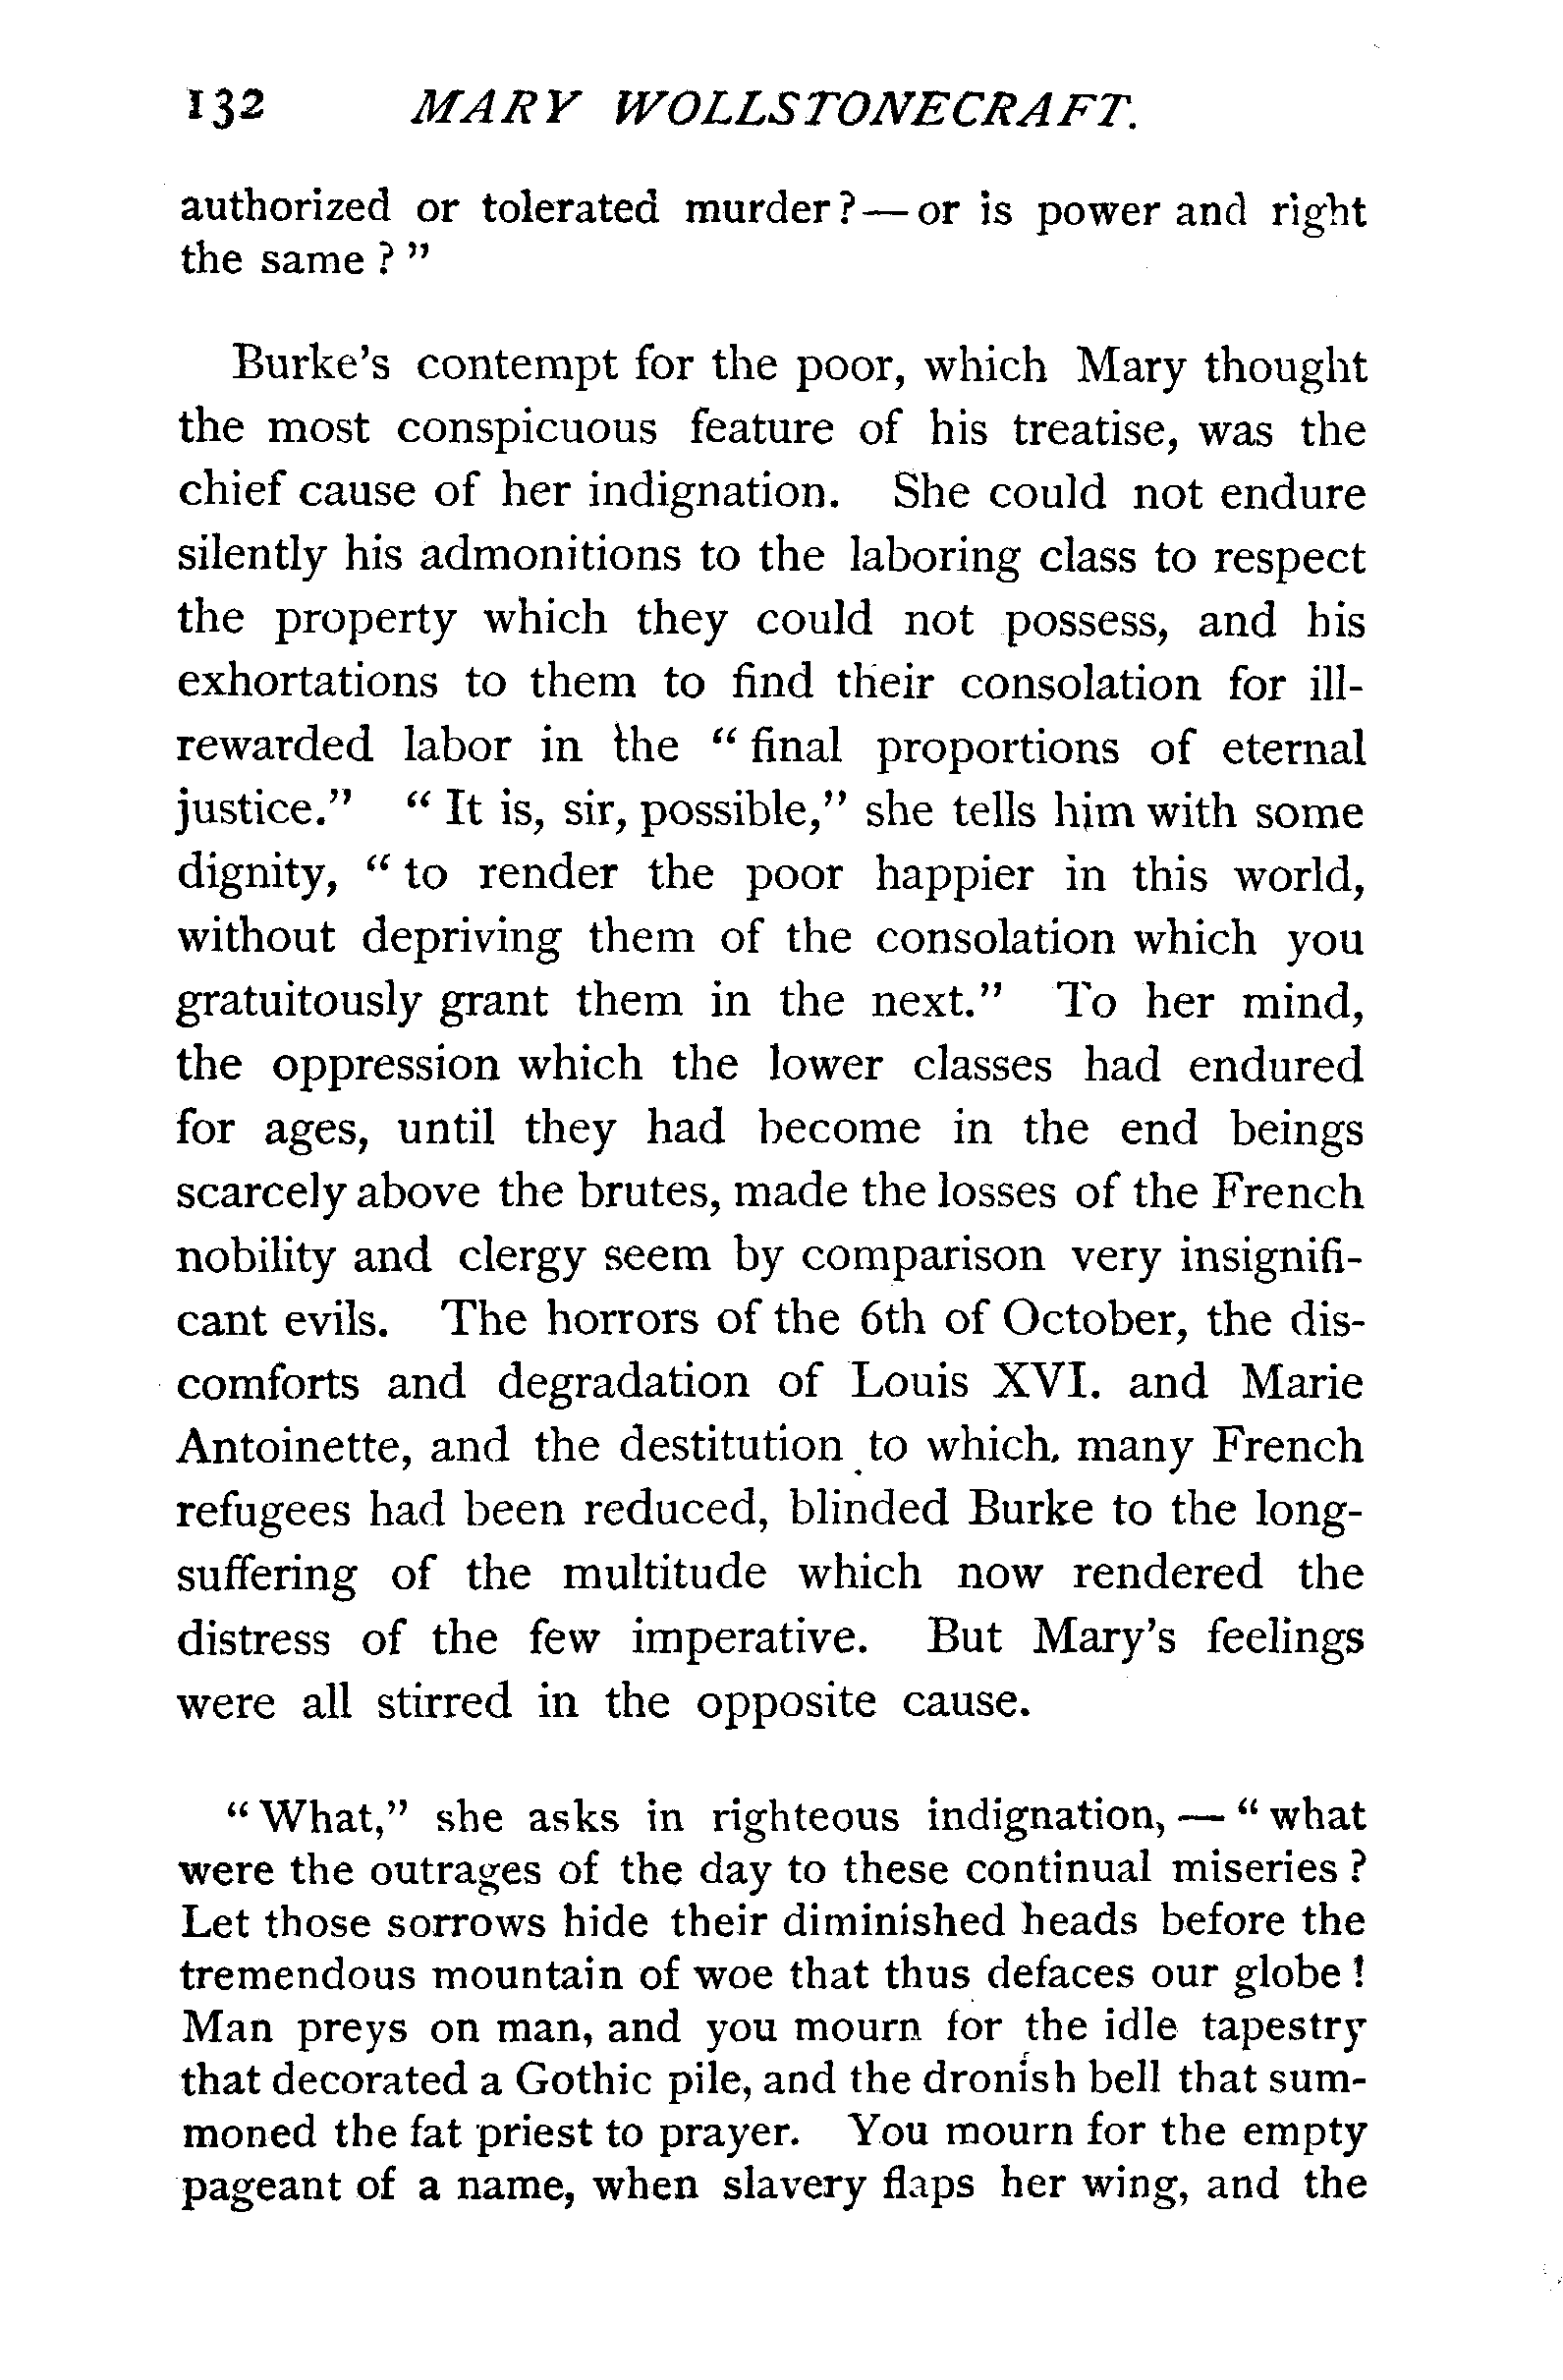 132 MARY WOLLSTONECRAFT.
authorized or tolerated murder?—or is power and right
the same?"
Burke's contempt for the poor, which Mary thought
the most conspicuous feature of his treatise, was the
chief cause of her indignation. She could not endure
silently his admonitions to the laboring class to respect
the property which they could not possess, and his
exhortations to them to find their consolation for ill-
rewarded labor in the "final proportions of eternal
justice." "It is, sir, possible," she tells him with some
dignity, "to render the poor happier in this world,
without depriving them of the consolation which you
gratuitously grant them in the next." To her mind,
the oppression which the lower classes had endured
for ages, until they had become in the end beings
scarcely above the brutes, made the losses of the French
nobility and clergy seem by comparison very insignifi-
cant evils. The horrors of the 6th of October, the dis-
comforts and degradation of Louis XVI. and Marie
Antoinette, and the destitution to which, many French
refugees had been reduced, blinded Burke to the long-
suffering of the multitude which now rendered the
distress of the few imperative. But Mary's feelings
were all stirred in the opposite cause.
"What," she asks in righteous indignation,—"what
were the outrages of the day to these continual miseries?
Let those sorrows hide their diminished heads before the
tremendous mountain of woe that thus defaces our globe!
Man preys on man, and you mourn for the idle tapestry
that decorated a Gothic pile, and the dronish bell that sum-
moned the fat priest to prayer. You mourn for the empty
pageant of a name, when slavery flaps her wing, and the